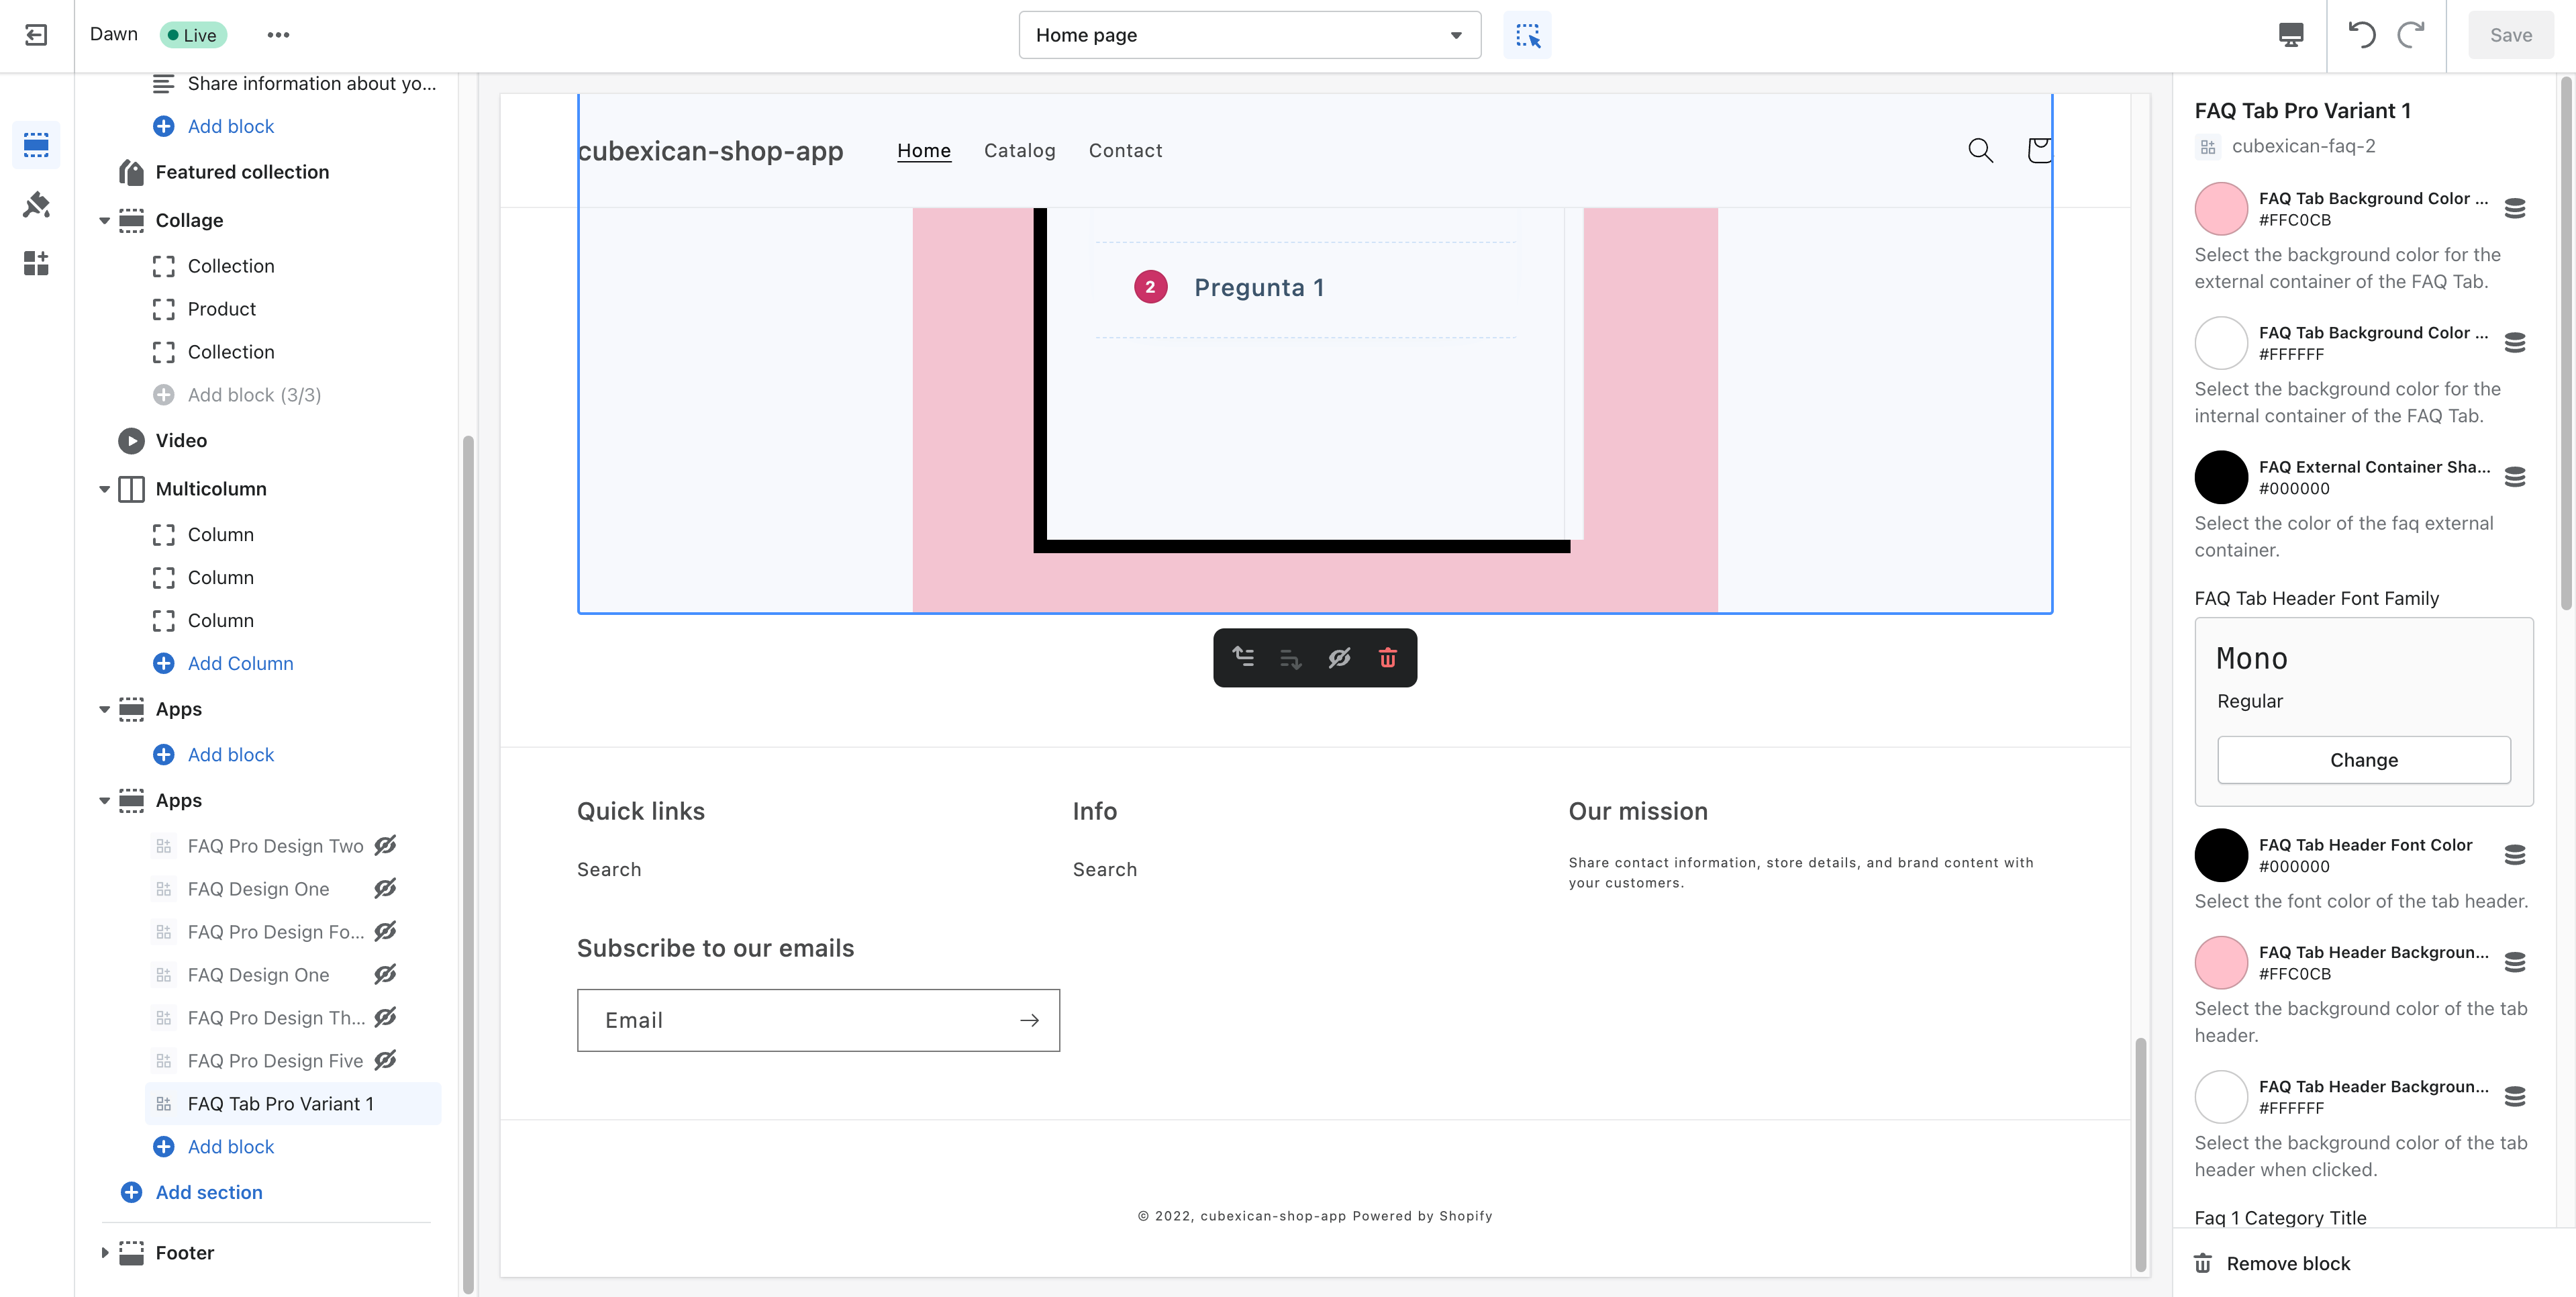 Dawn
Live
Home page
Save
Share information about yo...
Add block
Featured collection
Collage
Collection
Product
Collection
Add block (3/3)
Video
Multicolumn
Column
Column
Column
Add Column
Apps
Add block
Apps
FAQ Pro Design Two
FAQ Design One
FAQ Pro Design Fo...
FAQ Design One
FAQ Pro Design Th...
FAQ Pro Design Five
FAQ Tab Pro Variant 1
Add block
Add section
Footer
cubexican-shop-app
Home
Catalog
Contact
2
Pregunta 1
Quick links
Search
Info
Search
Our mission
Share contact information, store details, and brand content with
your customers.
Subscribe to our emails
Email
© 2022, cubexican-shop-app Powered by Shopify
FAQ Tab Pro Variant 1
cubexican-faq-2
FAQ Tab Background Color ...
#FFC0CB
Select the background color for the
external container of the FAQ Tab.
FAQ Tab Background Color ...
#FFFFFF
Select the background color for the
internal container of the FAQ Tab.
FAQ External Container Sha...
#000000
Select the color of the faq external
container.
FAQ Tab Header Font Family
Mono
Regular
Change
FAQ Tab Header Font Color
#000000
Select the font color of the tab header.
FAQ Tab Header Backgroun...
#FFC0CB
Select the background color of the tab
header.
FAQ Tab Header Backgroun...
#FFFFFF
Select the background color of the tab
header when clicked.
Faq 1 Category Title
Remove block